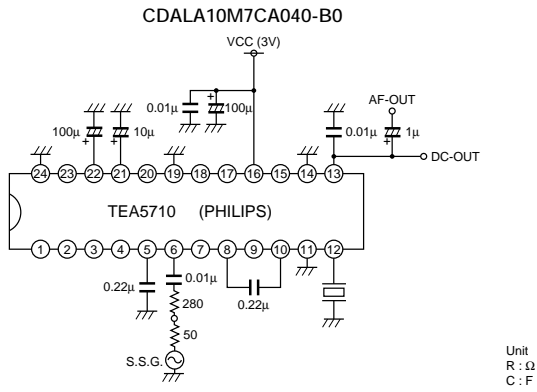 CDALA10M7CA040-B0
VCC (3V)
AF-OUT
0.01µ
100µ
100µ
10µ
0.01µ
1µ
DC-OUT
24 23 22 21 20 19 18 17 16 15 14 13
TEA5710 (PHILIPS)
1 2 3 4 5 6 7 8 9 10 11 12
0.22µ
0.01µ
280
0.22µ
50
S.S.G.
Unit
R : Ω
C : F